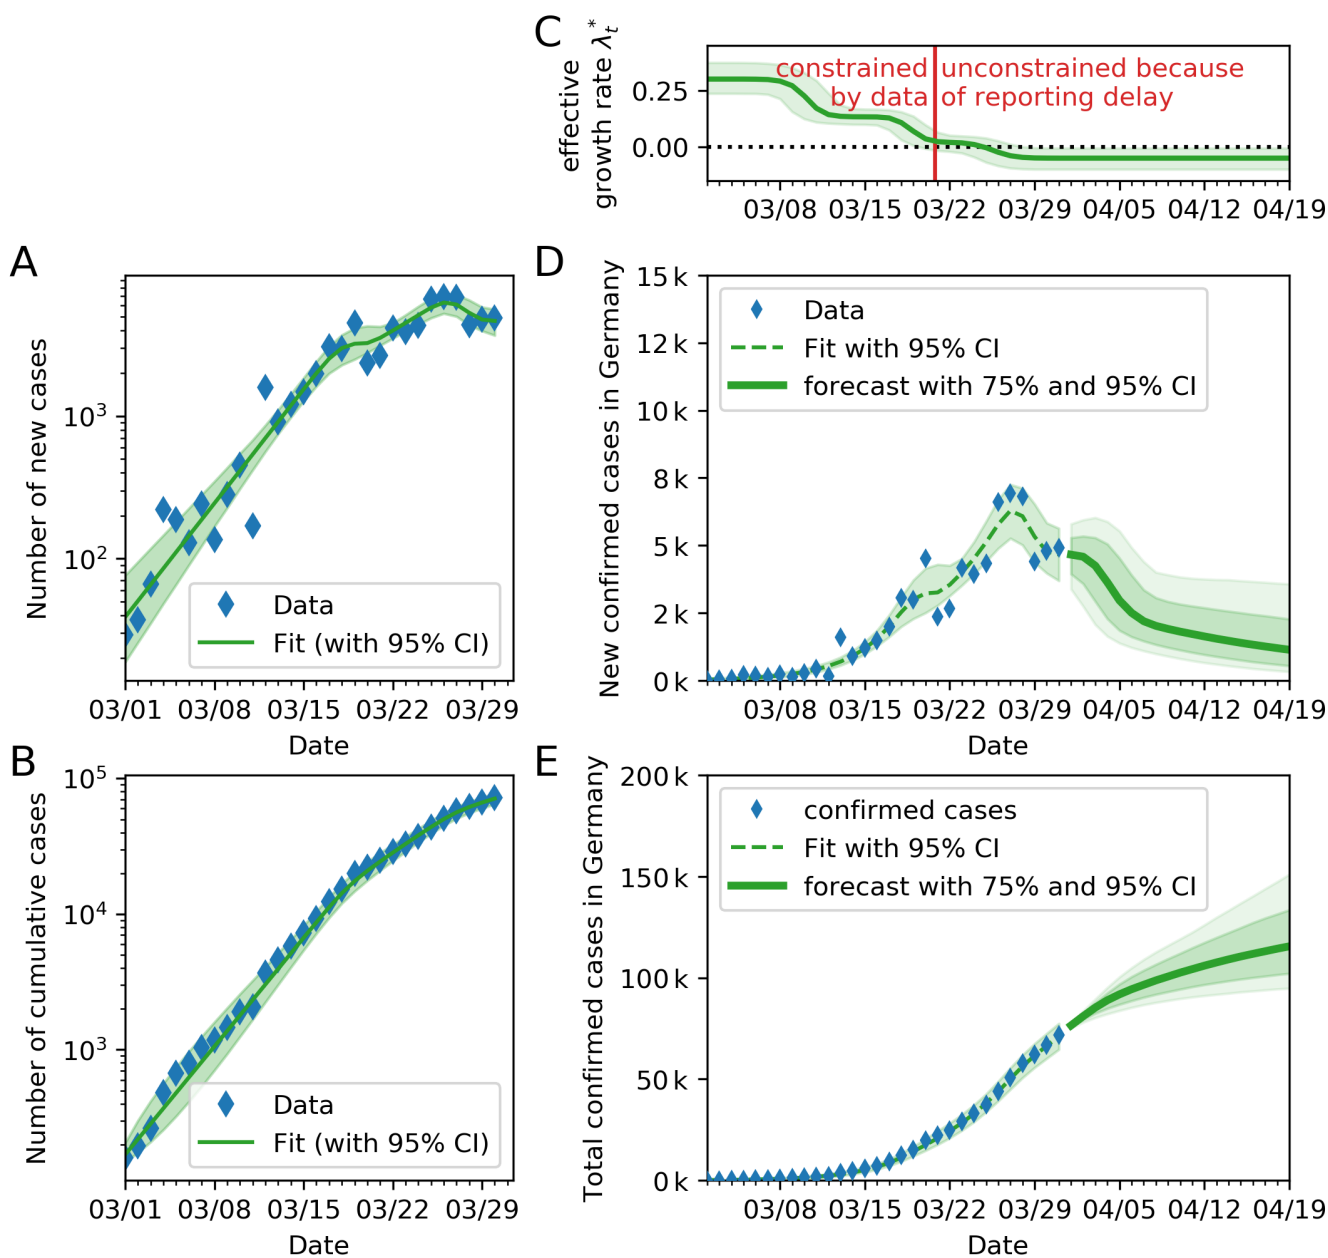 C
effective
growth rate λ*t
0.25
0.00
constrained
by data
unconstrained because
of reporting delay
03/08 03/15 03/22 03/29 04/05 04/12 04/19
A
Number of new cases
10³
10²
Data
Fit (with 95% CI)
03/01 03/08 03/15 03/22 03/29
Date
D
New confirmed cases in Germany
15 k
12 k
10 k
8 k
5 k
2 k
0 k
Data
Fit with 95% CI
forecast with 75% and 95% CI
03/08 03/15 03/22 03/29 04/05 04/12 04/19
Date
B
Number of cumulative cases
10⁵
10⁴
10³
Data
Fit (with 95% CI)
03/01 03/08 03/15 03/22 03/29
Date
E
Total confirmed cases in Germany
200 k
150 k
100 k
50 k
0 k
confirmed cases
Fit with 95% CI
forecast with 75% and 95% CI
03/08 03/15 03/22 03/29 04/05 04/12 04/19
Date